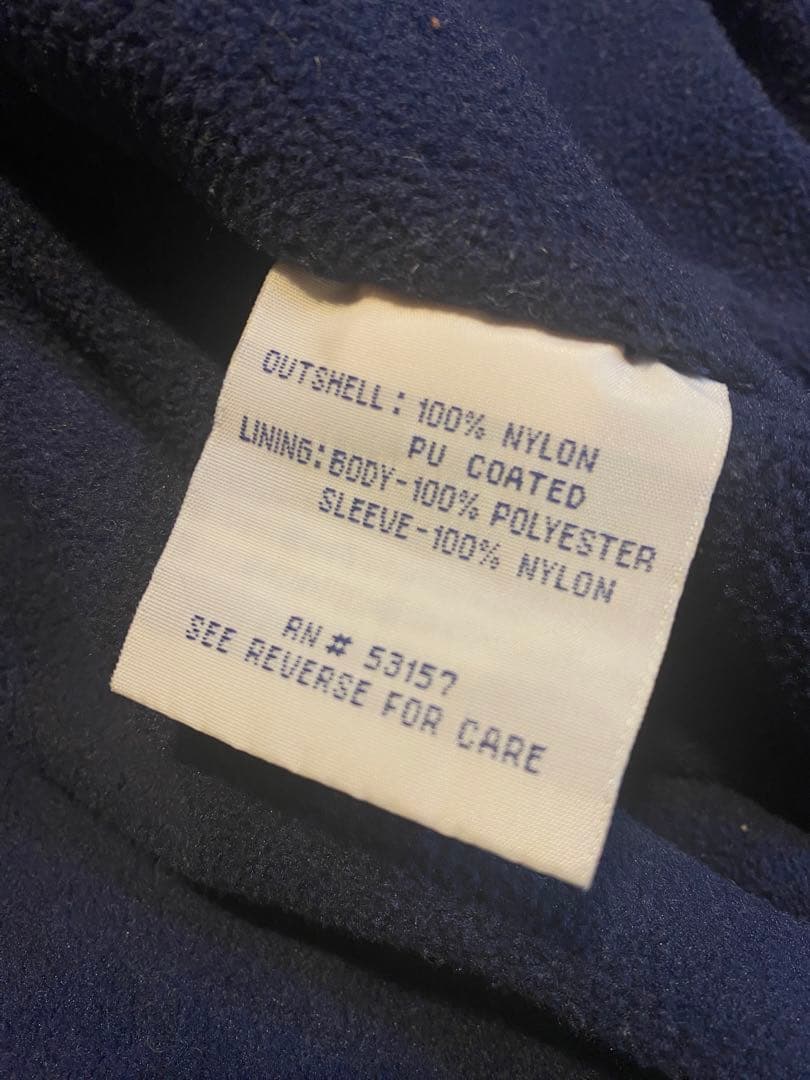 OUTSHELL: 100% NYLON
PU COATED
LINING: BODY-100% POLYESTER
SLEEVE-100% NYLON
RN# 53157
SEE REVERSE FOR CARE